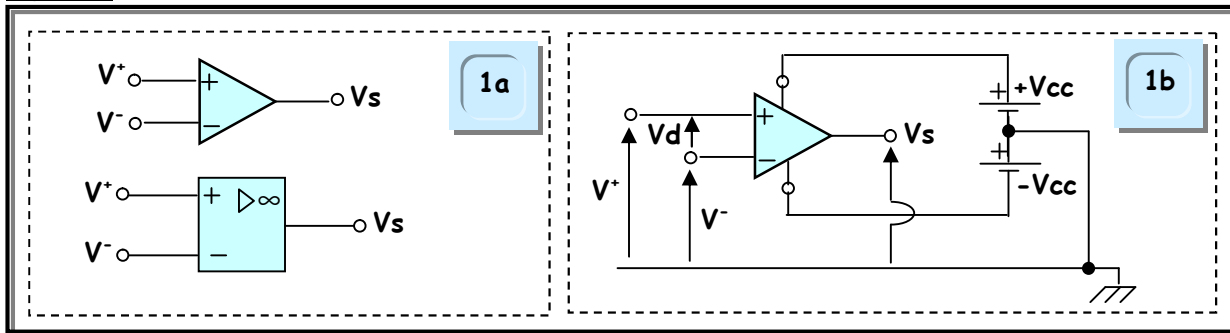 1a
V⁺
+
Vs
V⁻
−
V⁺
+
▷∞
Vs
V⁻
−
1b
+
+Vcc
+
Vd
−
Vs
+
-Vcc
V⁺
V⁻